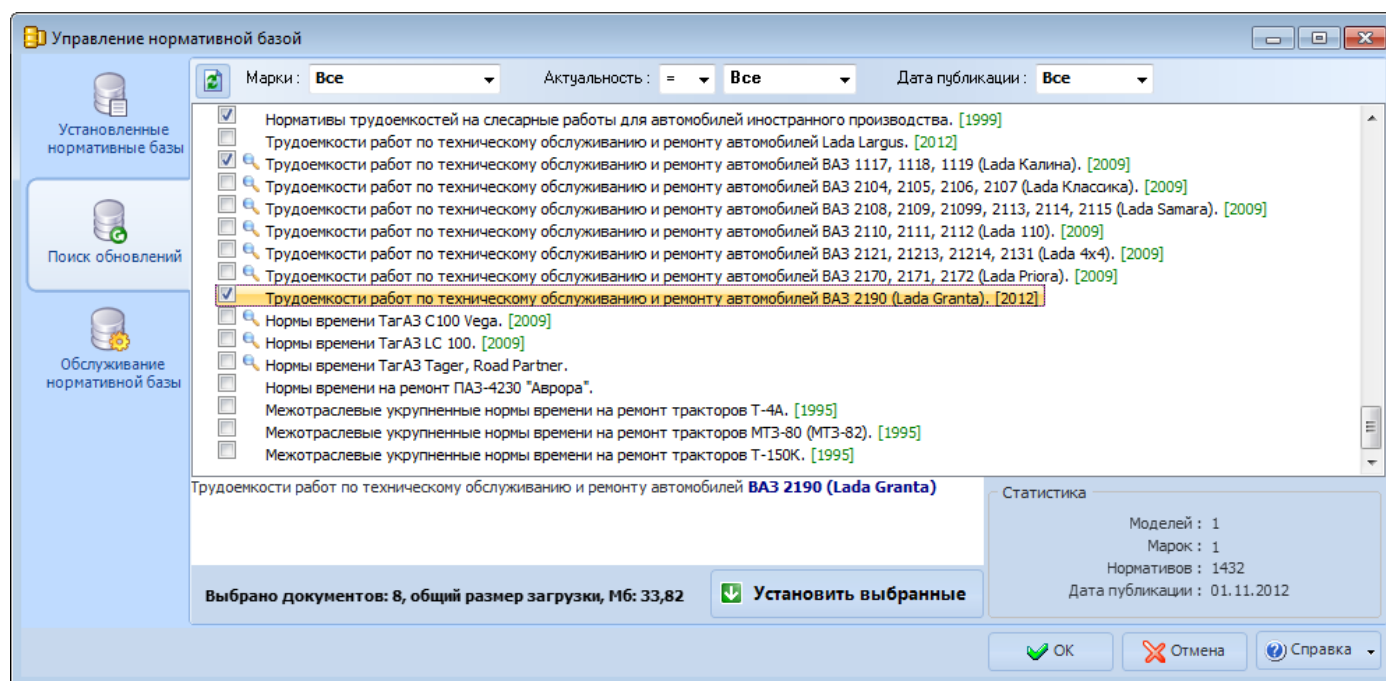 Управление нормативной базой
Марки : Все Актуальность : = Все Дата публикации : Все
Установленные нормативные базы
Поиск обновлений
Обслуживание нормативной базы
Нормативы трудоемкостей на слесарные работы для автомобилей иностранного производства. [1999]
Трудоемкости работ по техническому обслуживанию и ремонту автомобилей Lada Largus. [2012]
Трудоемкости работ по техническому обслуживанию и ремонту автомобилей ВАЗ 1117, 1118, 1119 (Lada Калина). [2009]
Трудоемкости работ по техническому обслуживанию и ремонту автомобилей ВАЗ 2104, 2105, 2106, 2107 (Lada Классика). [2009]
Трудоемкости работ по техническому обслуживанию и ремонту автомобилей ВАЗ 2108, 2109, 21099, 2113, 2114, 2115 (Lada Samara). [2009]
Трудоемкости работ по техническому обслуживанию и ремонту автомобилей ВАЗ 2110, 2111, 2112 (Lada 110). [2009]
Трудоемкости работ по техническому обслуживанию и ремонту автомобилей ВАЗ 2121, 21213, 21214, 2131 (Lada 4x4). [2009]
Трудоемкости работ по техническому обслуживанию и ремонту автомобилей ВАЗ 2170, 2171, 2172 (Lada Priora). [2009]
Трудоемкости работ по техническому обслуживанию и ремонту автомобилей ВАЗ 2190 (Lada Granta). [2012]
Нормы времени ТагАЗ C100 Vega. [2009]
Нормы времени ТагАЗ LC 100. [2009]
Нормы времени ТагАЗ Tager, Road Partner.
Нормы времени на ремонт ПАЗ-4230 "Аврора".
Межотраслевые укрупненные нормы времени на ремонт тракторов Т-4А. [1995]
Межотраслевые укрупненные нормы времени на ремонт тракторов МТЗ-80 (МТЗ-82). [1995]
Межотраслевые укрупненные нормы времени на ремонт тракторов Т-150К. [1995]
Трудоемкости работ по техническому обслуживанию и ремонту автомобилей ВАЗ 2190 (Lada Granta)
Статистика
Моделей : 1
Марок : 1
Нормативов : 1432
Дата публикации : 01.11.2012
Выбрано документов: 8, общий размер загрузки, Мб: 33,82 Установить выбранные
ОК Отмена Справка